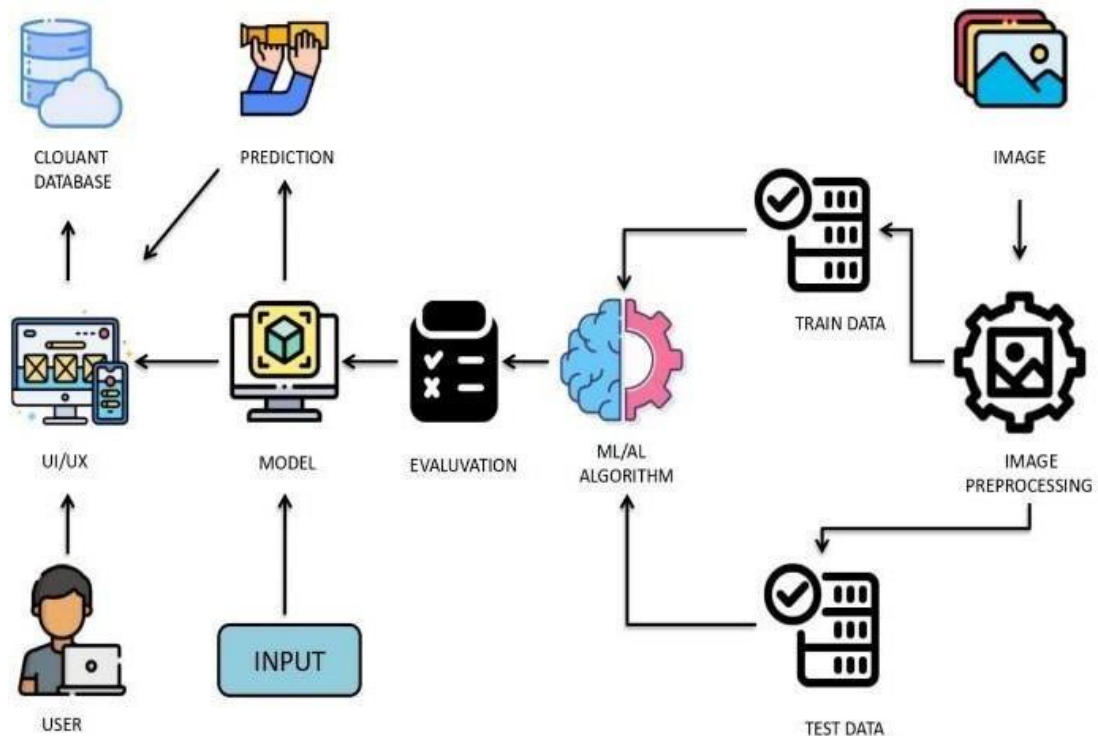 CLOUANT
DATABASE
PREDICTION
IMAGE
TRAIN DATA
UI/UX
MODEL
EVALUVATION
ML/AL
ALGORITHM
IMAGE
PREPROCESSING
INPUT
USER
TEST DATA